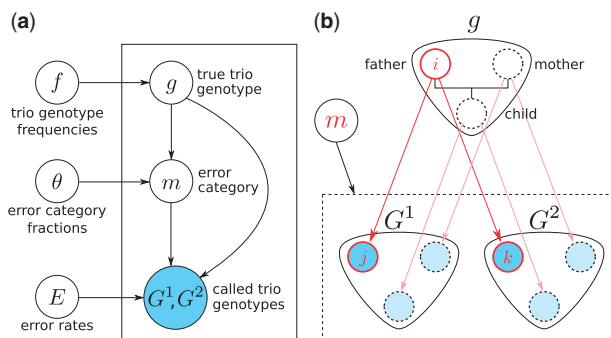 (a)
f
trio genotype
frequencies
g
true trio
genotype
θ
error category
fractions
m
error
category
E
error rates
G¹,G²
called trio
genotypes
(b)
g
father
i
mother
child
m
G¹
G²
j
k